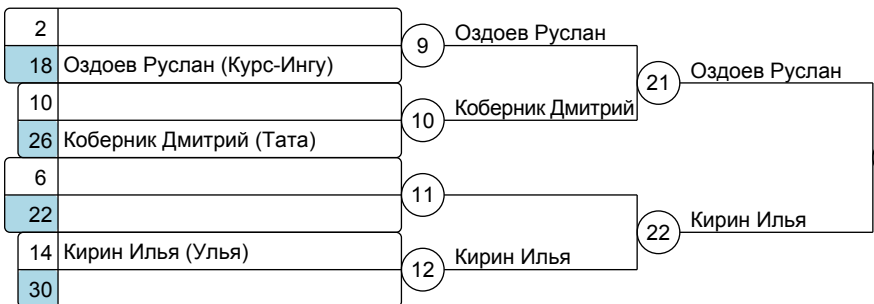 2
18 Оздоев Руслан (Курс-Ингу)
10
26 Коберник Дмитрий (Тата)
6
22
14 Кирин Илья (Улья)
30
9 Оздоев Руслан
10 Коберник Дмитрий
11
12 Кирин Илья
21 Оздоев Руслан
22 Кирин Илья